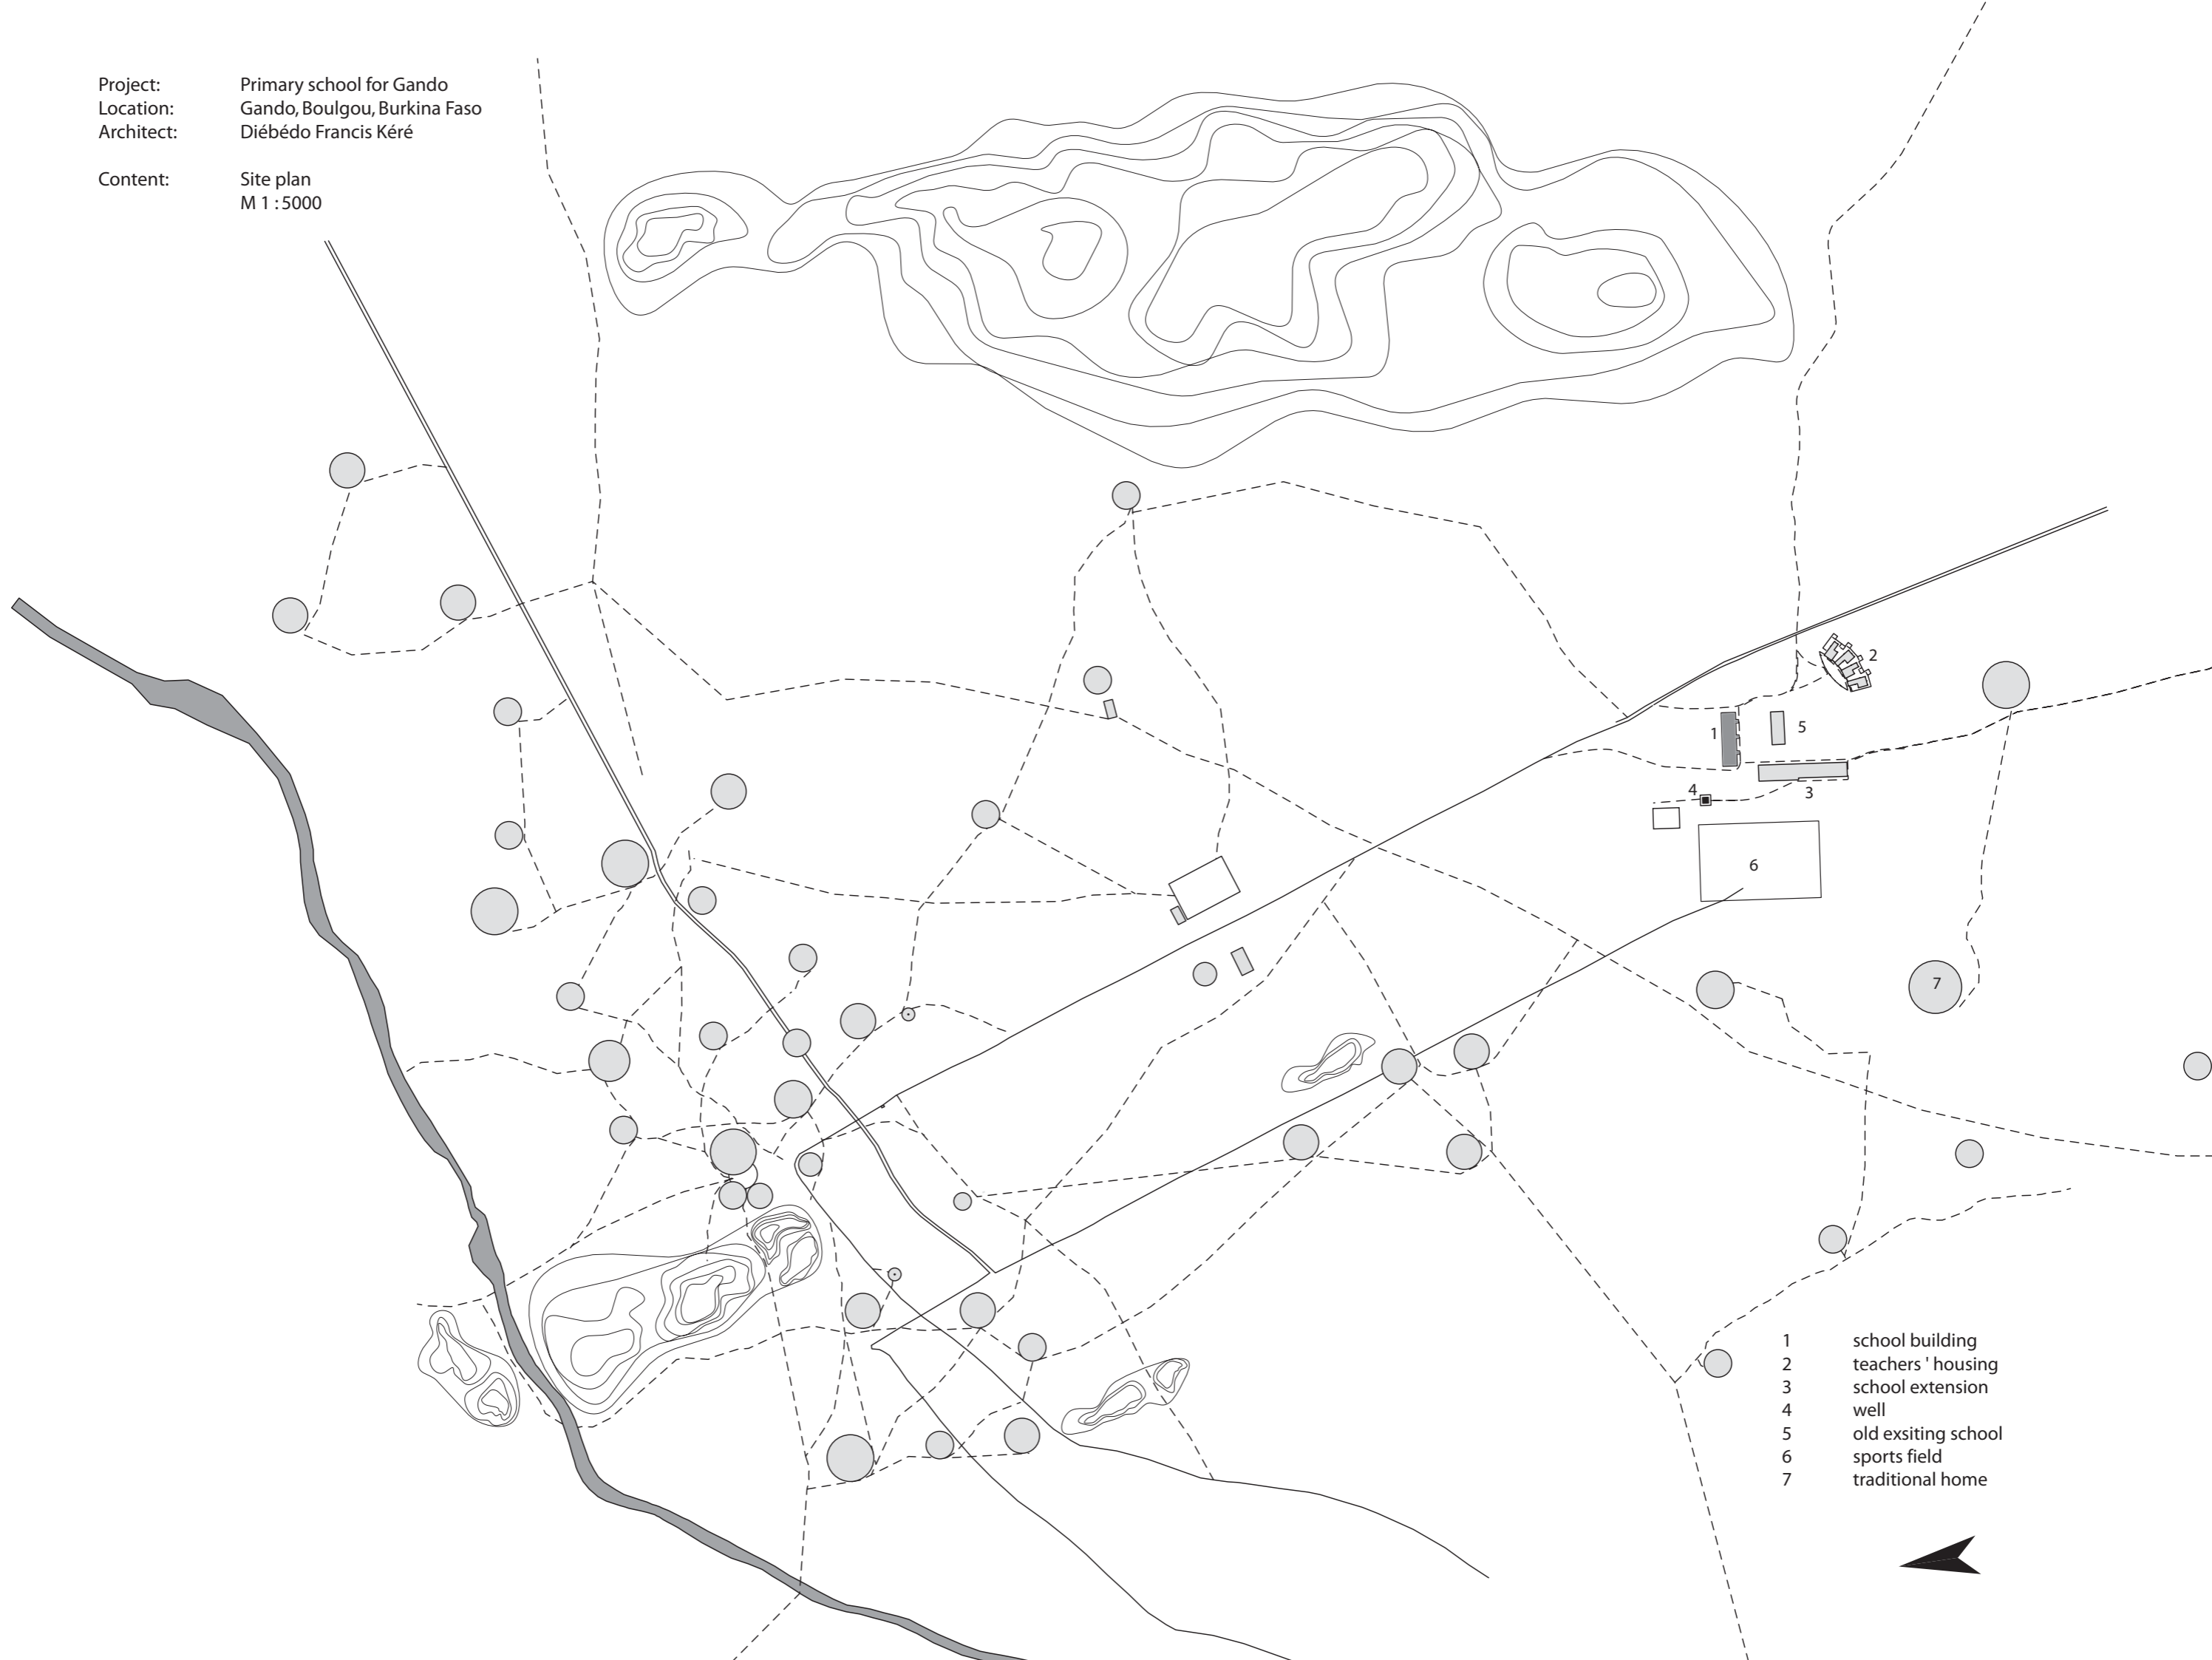 Project: Primary school for Gando
Location: Gando, Boulgou, Burkina Faso
Architect: Diébédo Francis Kéré
Content: Site plan
M 1 : 5000
2
1
5
4
3
6
7
1 school building
2 teachers ' housing
3 school extension
4 well
5 old exsiting school
6 sports field
7 traditional home